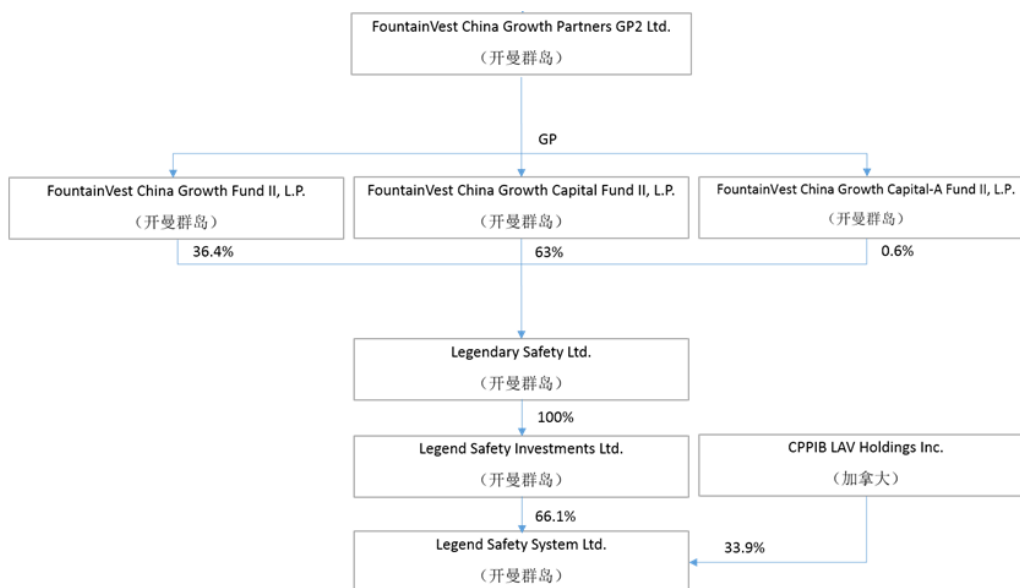 FountainVest China Growth Partners GP2 Ltd.
（开曼群岛）
GP
FountainVest China Growth Fund II, L.P.
（开曼群岛）
FountainVest China Growth Capital Fund II, L.P.
（开曼群岛）
FountainVest China Growth Capital-A Fund II, L.P.
（开曼群岛）
36.4%
63%
0.6%
Legendary Safety Ltd.
（开曼群岛）
100%
Legend Safety Investments Ltd.
（开曼群岛）
CPPIB LAV Holdings Inc.
（加拿大）
66.1%
33.9%
Legend Safety System Ltd.
（开曼群岛）